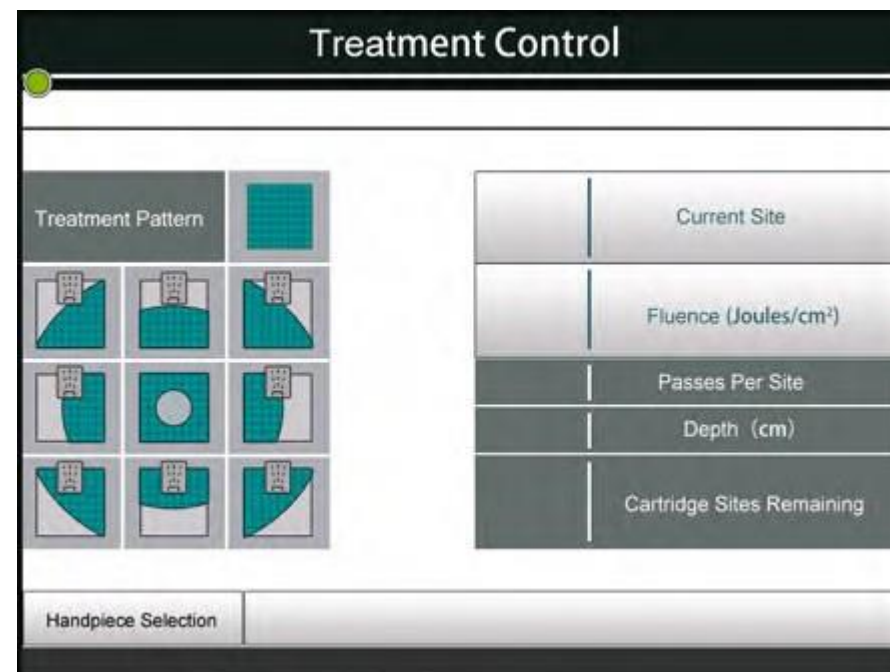 Treatment Control
Treatment Pattern
Current Site
Fluence (Joules/cm²)
Passes Per Site
Depth (cm)
Cartridge Sites Remaining
Handpiece Selection